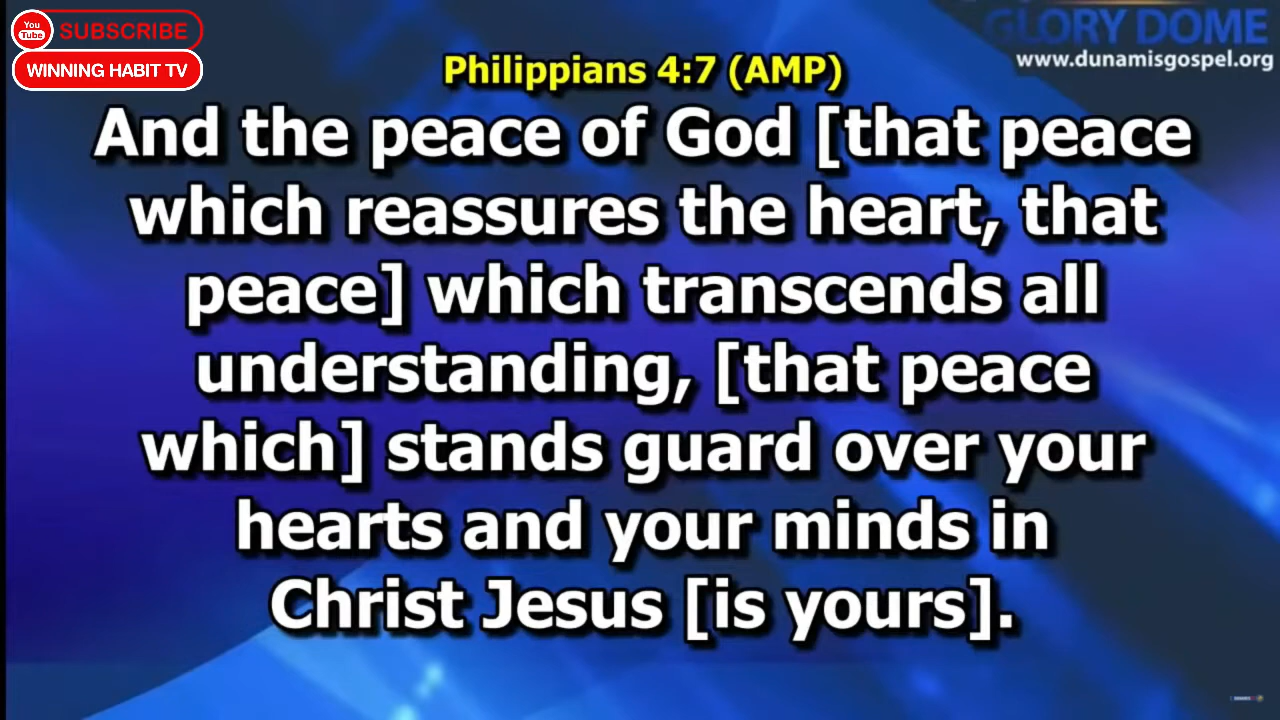 You
Tube
SUBSCRIBE
WINNING HABIT TV
GLORY DOME
www.dunamisgospel.org
Philippians 4:7 (AMP)
And the peace of God [that peace
which reassures the heart, that
peace] which transcends all
understanding, [that peace
which] stands guard over your
hearts and your minds in
Christ Jesus [is yours].